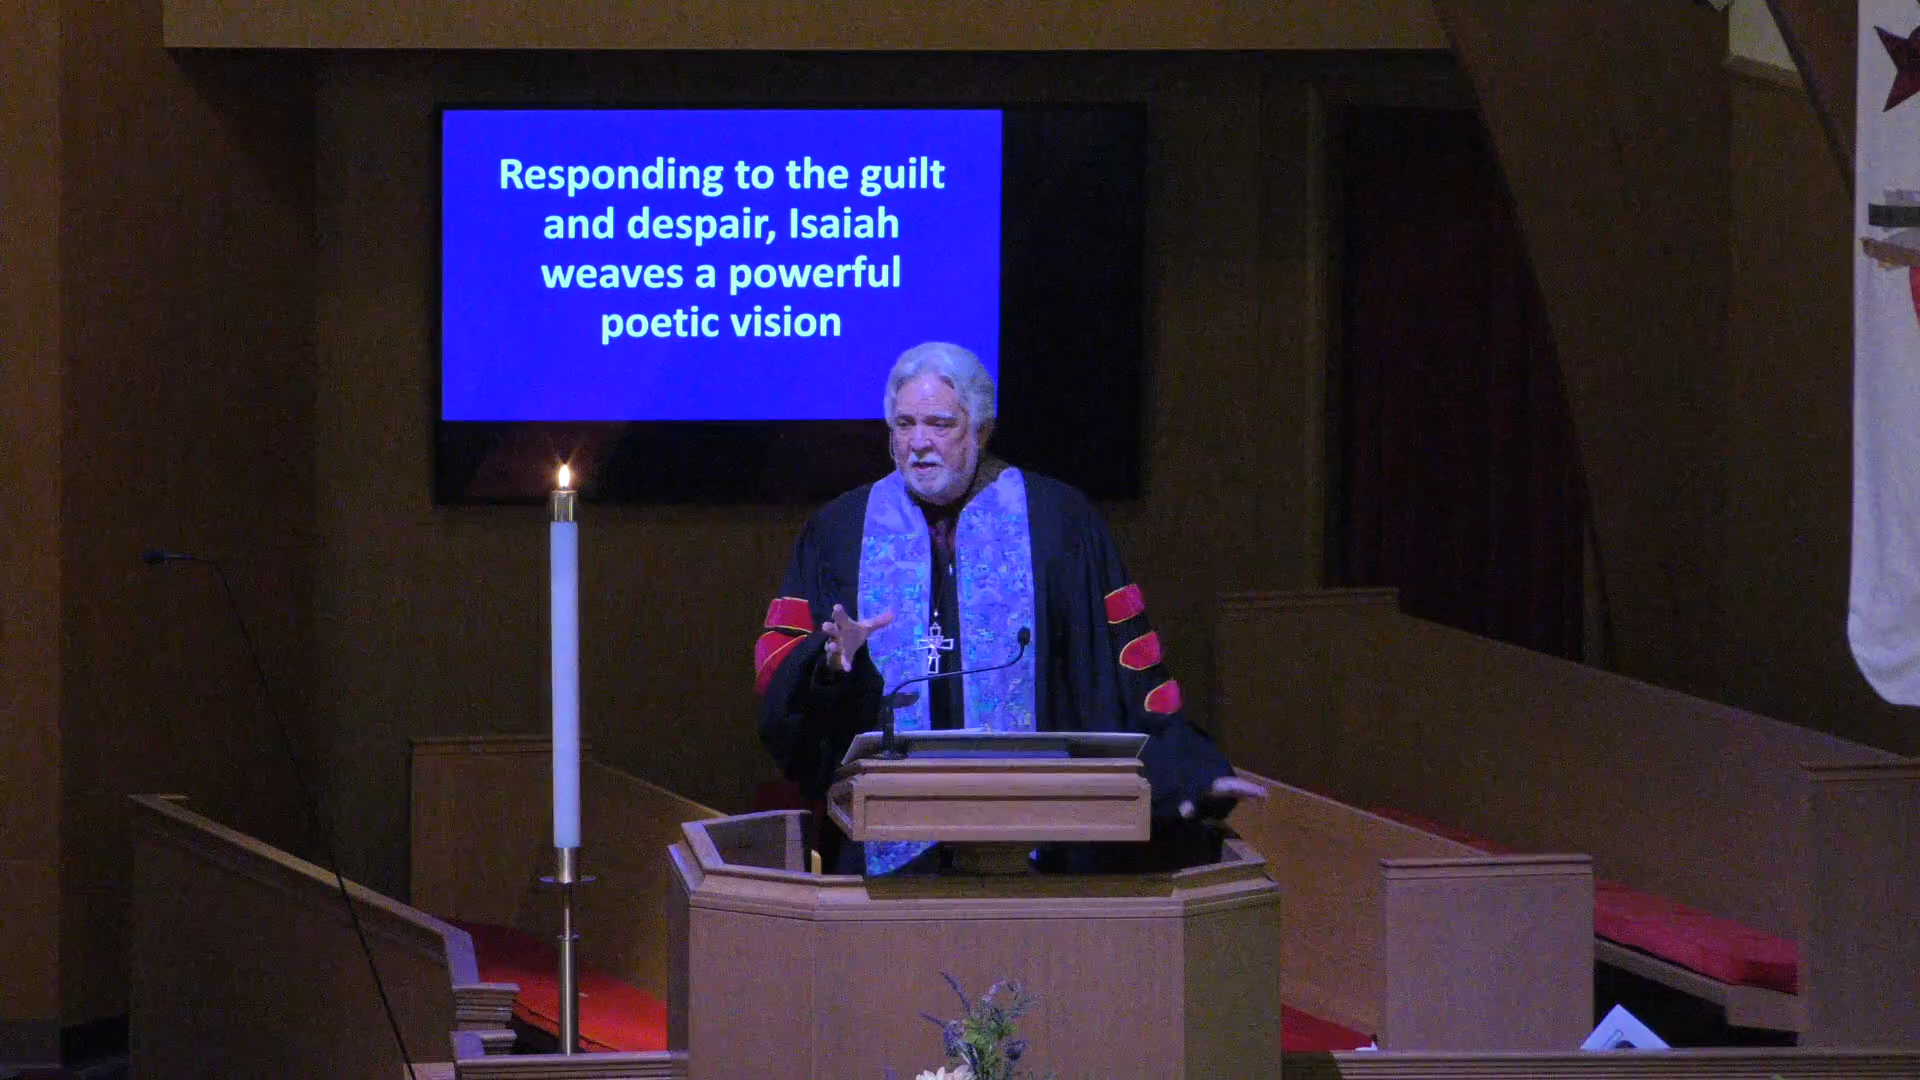 Responding to the guilt
and despair, Isaiah
weaves a powerful
poetic vision